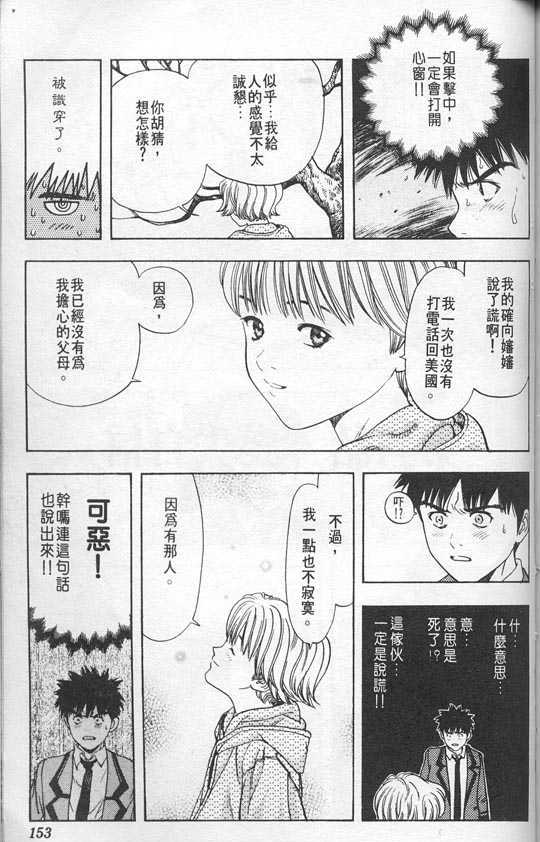 如果擊中，
一定會打開
心窗!!
似乎…我給
人的感覺不太
誠懇…
你胡猜，
想怎樣？
被識穿了。
我的確向嬸嬸
說了謊啊！
我一次也沒有
打電話回美國。
因為，
我已經沒有為
我擔心的父母。
吓!?
什…
什麼意思…
意…
意思是
死了!?
這傢伙…
一定是說謊!!
不過，
我一點也不寂寞。
因為有那人。
可惡！
幹嗎連這句話
也說出來!!
153